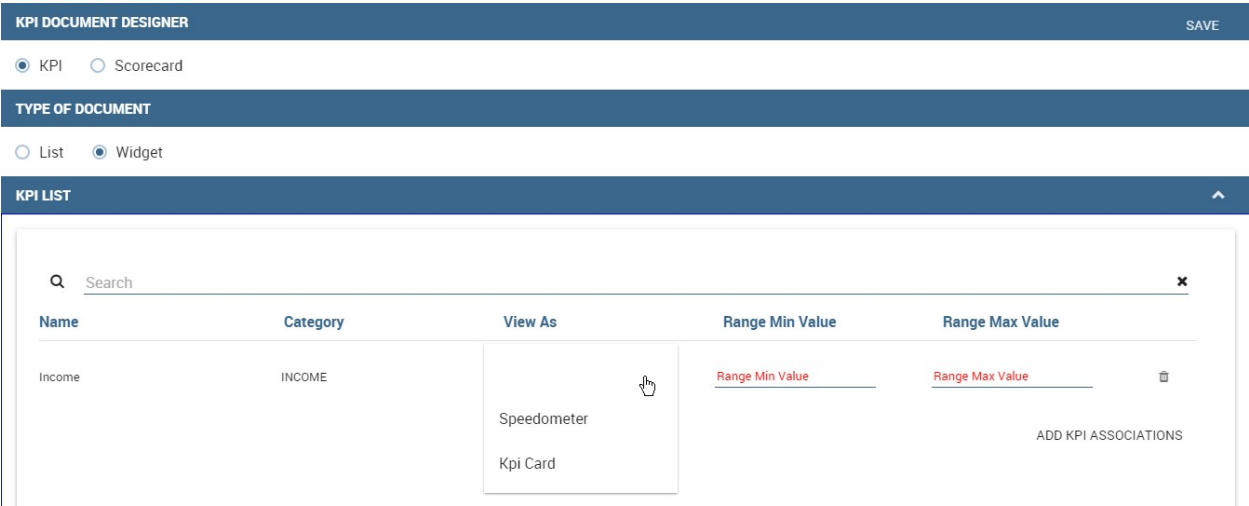 KPI DOCUMENT DESIGNER SAVE
KPI Scorecard
TYPE OF DOCUMENT
List Widget
KPI LIST
Search
Name Category View As Range Min Value Range Max Value
Income INCOME Range Min Value Range Max Value
Speedometer
ADD KPI ASSOCIATIONS
Kpi Card